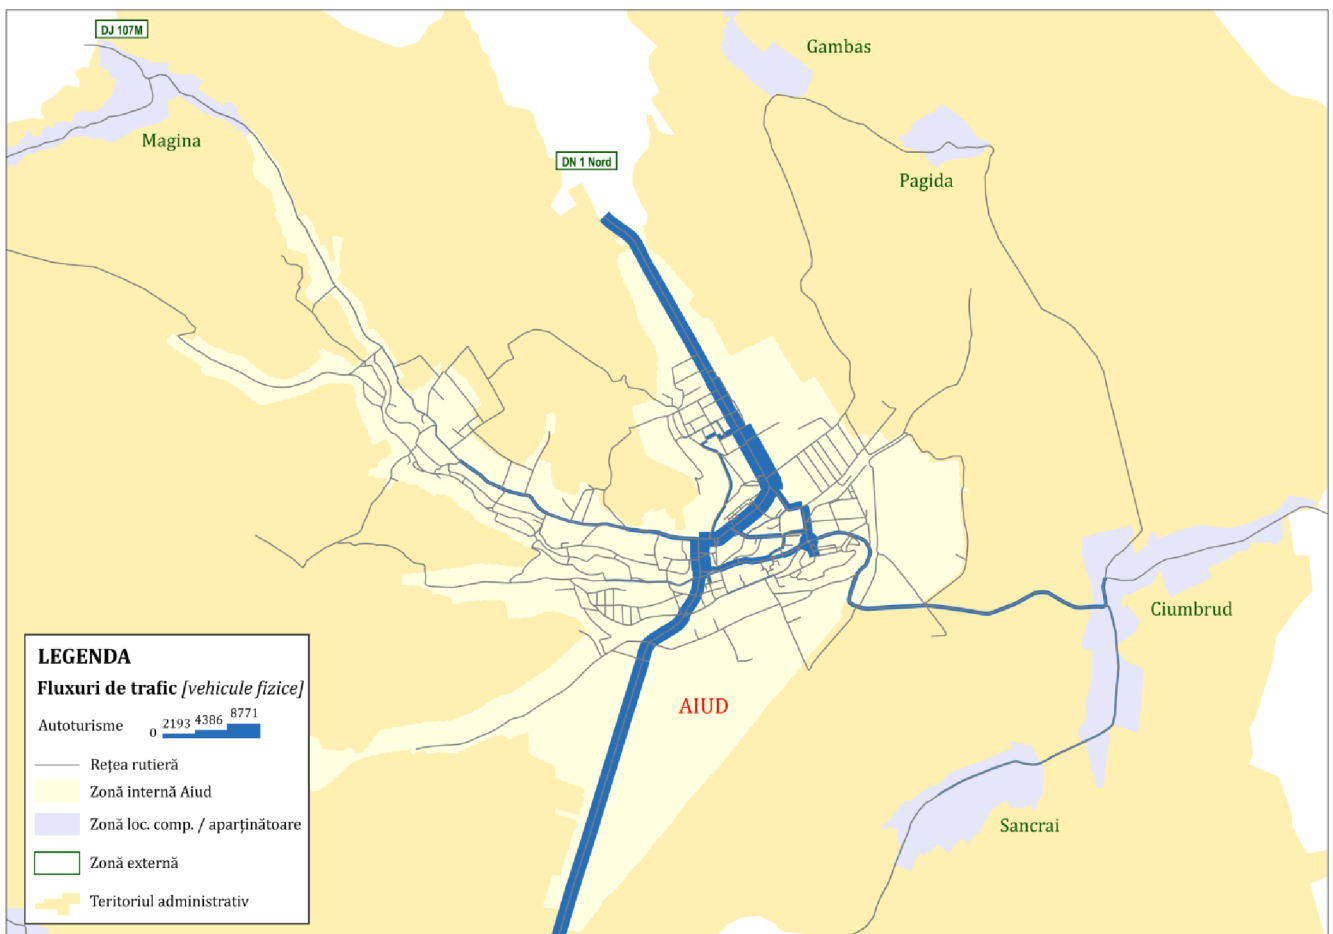 DJ 107M
Gambas
Magina
DN 1 Nord
Pagida
Ciumbrud
AIUD
Sancrai
LEGENDA
Fluxuri de trafic [vehicule fizice]
Autoturisme 0 2193 4386 8771
Rețea rutieră
Zonă internă Aiud
Zonă loc. comp. / aparținătoare
Zonă externă
Teritoriul administrativ